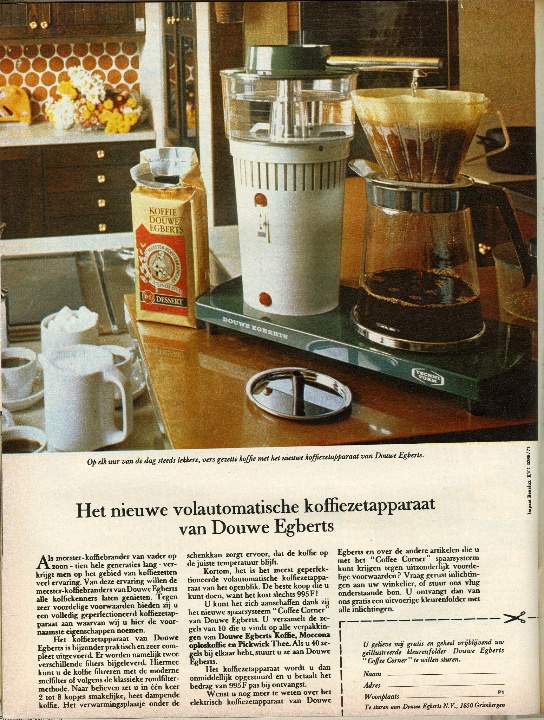 KOFFIE
DOUWE
EGBERTS
DESSERT
DOUWE EGBERTS
Op elk uur van de dag steeds lekkere, vers gezette koffie met het nieuwe koffiezetapparaat van Douwe Egberts.
Het nieuwe volautomatische koffiezetapparaat
van Douwe Egberts
Als meester-koffiebrander van vader op
zoon - tien hele generaties lang - ver-
krijgt men op het gebied van koffiezetten
veel ervaring. Van deze ervaring willen de
meester-koffiebranders van Douwe Egberts
alle koffiekenners laten genieten. Tegen
zeer voordelige voorwaarden bieden zij u
een volledig geperfectioneerd koffiezetap-
paraat aan waarvan wij u hier de voor-
naamste eigenschappen noemen.
Het koffiezetapparaat van Douwe
Egberts is bijzonder praktisch en zeer com-
pleet uitgevoerd. Er worden namelijk twee
verschillende filters bijgeleverd. Hiermee
kunt u de koffie filteren met de moderne
snelfilter of volgens de klassieke rondfilter-
methode. Naar believen zet u in één keer
2 tot 8 kopjes smakelijke, heet dampende
koffie. Het verwarmingsplaatje onder de
schenkkan zorgt ervoor, dat de koffie op
de juiste temperatuur blijft.
Kortom, het is het meest geperfek-
tioneerde volautomatische koffiezetappa-
raat van het ogenblik. De beste koop die u
kunt doen, want het kost slechts 995 F!
U kunt het zich aanschaffen dank zij
het nieuwe spaarsysteem "Coffee Corner"
van Douwe Egberts. U verzamelt de ze-
gels van 10 die u vindt op alle verpakkin-
gen van Douwe Egberts Koffie, Moccona
oploskoffie en Pickwick Thee. Als u 40 ze-
gels bij elkaar hebt, stuurt u ze aan Douwe
Egberts.
Het koffiezetapparaat wordt u dan
onmiddellijk opgestuurd en u betaalt het
bedrag van 995 F pas bij ontvangst.
Wenst u nog meer te weten over het
elektrisch koffiezetapparaat van Douwe
Egberts en over de andere artikelen die u
met het "Coffee Corner" spaarsysteem
kunt krijgen tegen uitzonderlijk voorde-
lige voorwaarden? Vraag gerust inlichtin-
gen aan uw winkelier, of stuur ons vlug
onderstaande bon. U ontvangt dan van
ons gratis een uitvoerige kleurenfolder met
alle inlichtingen.
U gelieve mij gratis en geheel vrijblijvend uw
geïllustreerde kleurenfolder Douwe Egberts
"Coffee Corner" te willen sturen.
Naam
Adres
Woonplaats
P1
Te sturen aan Douwe Egberts N.V., 1850 Grimbergen